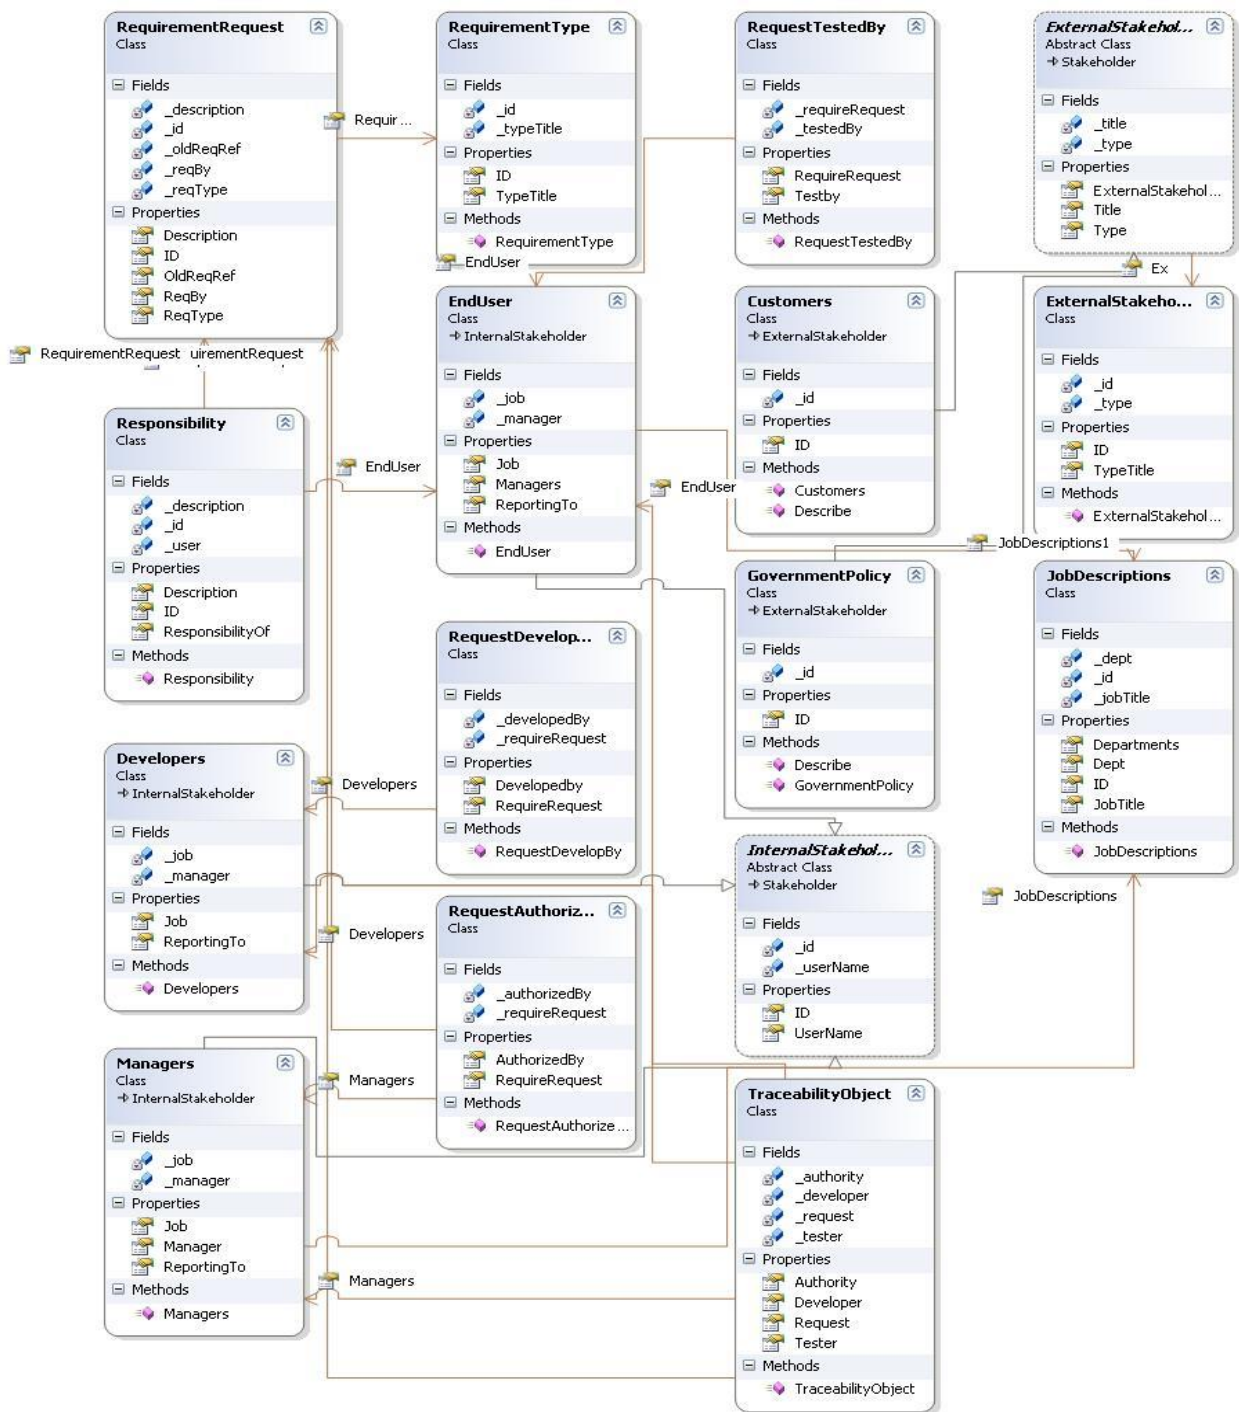 RequirementRequest
Class
Fields
_description
_id
_oldReqRef
_reqBy
_reqType
Properties
Description
ID
OldReqRef
ReqBy
ReqType
Requir ...
RequirementType
Class
Fields
_id
_typeTitle
Properties
ID
TypeTitle
Methods
RequirementType
RequestTestedBy
Class
Fields
_requireRequest
_testedBy
Properties
RequireRequest
Testby
Methods
RequestTestedBy
ExternalStakehol...
Abstract Class
Stakeholder
Fields
_title
_type
Properties
ExternalStakehol...
Title
Type
EndUser
Ex
RequirementRequest
uirementRequest
EndUser
Class
InternalStakeholder
Fields
_job
_manager
Properties
Job
Managers
ReportingTo
Methods
EndUser
Customers
Class
ExternalStakeholder
Fields
_id
Properties
ID
Methods
Customers
Describe
ExternalStakeho...
Class
Fields
_id
_type
Properties
ID
TypeTitle
Methods
ExternalStakehol...
Responsibility
Class
Fields
_description
_id
_user
Properties
Description
ID
ResponsibilityOf
Methods
Responsibility
EndUser
EndUser
JobDescriptions1
GovernmentPolicy
Class
ExternalStakeholder
Fields
_id
Properties
ID
Methods
Describe
GovernmentPolicy
JobDescriptions
Class
Fields
_dept
_id
_jobTitle
Properties
Departments
Dept
ID
JobTitle
Methods
JobDescriptions
RequestDevelop...
Class
Fields
_developedBy
_requireRequest
Properties
Developedby
RequireRequest
Methods
RequestDevelopBy
Developers
Class
InternalStakeholder
Fields
_job
_manager
Properties
Job
ReportingTo
Methods
Developers
Developers
Developers
InternalStakehol...
Abstract Class
Stakeholder
Fields
_id
_userName
Properties
ID
UserName
JobDescriptions
RequestAuthoriz...
Class
Fields
_authorizedBy
_requireRequest
Properties
AuthorizedBy
RequireRequest
Methods
RequestAuthorize ...
Managers
Class
InternalStakeholder
Fields
_job
_manager
Properties
Job
Manager
ReportingTo
Methods
Managers
Managers
Managers
TraceabilityObject
Class
Fields
_authority
_developer
_request
_tester
Properties
Authority
Developer
Request
Tester
Methods
TraceabilityObject